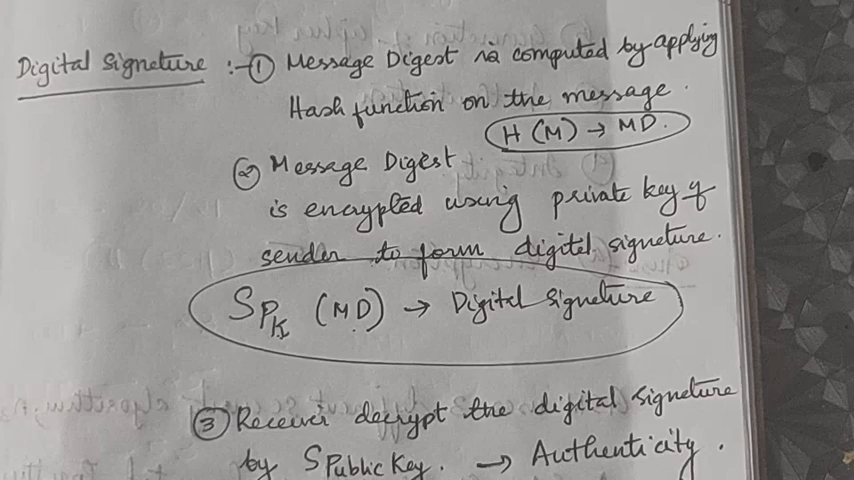 Digital Signature :- ① Message Digest is computed by applying
Hash function on the message.
H (M) → MD.
② Message Digest
is encrypted using private key of
sender to form digital signature.
SPK (MD) → Digital Signature
③ Receiver decrypt the digital signature
by SPublic Key. → Authenticity.